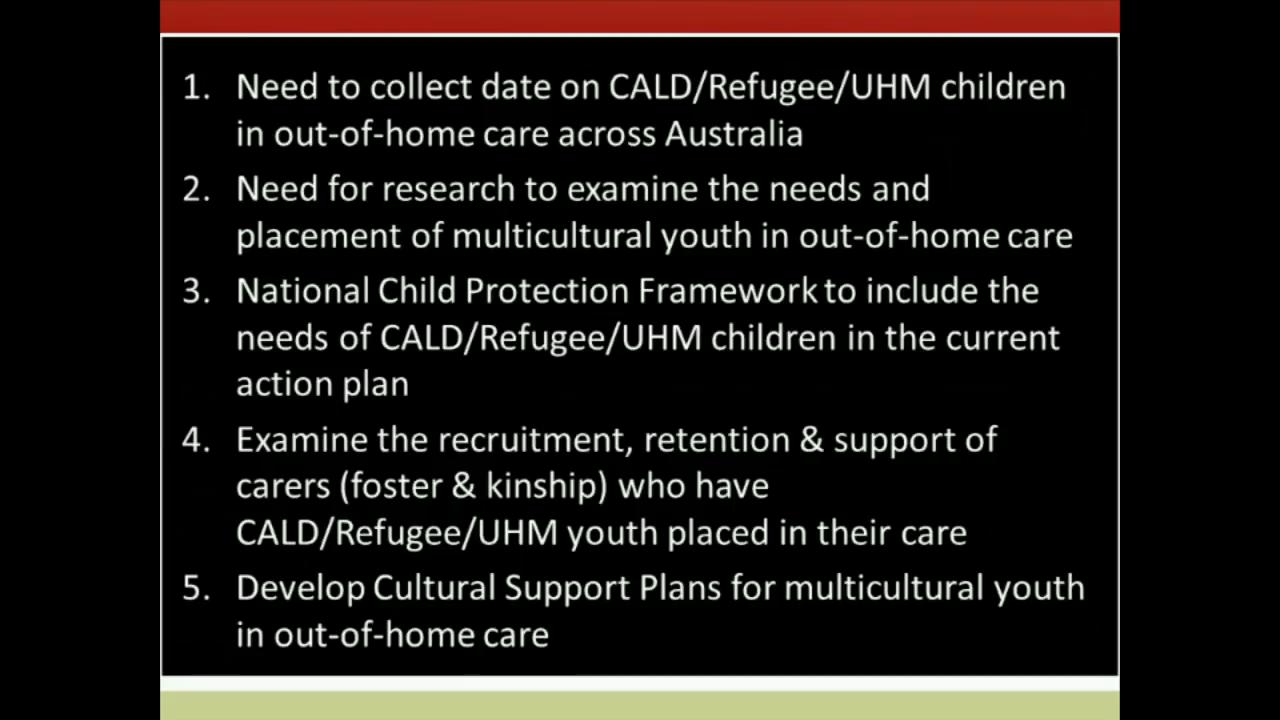 1. Need to collect date on CALD/Refugee/UHM children
in out-of-home care across Australia
2. Need for research to examine the needs and
placement of multicultural youth in out-of-home care
3. National Child Protection Framework to include the
needs of CALD/Refugee/UHM children in the current
action plan
4. Examine the recruitment, retention & support of
carers (foster & kinship) who have
CALD/Refugee/UHM youth placed in their care
5. Develop Cultural Support Plans for multicultural youth
in out-of-home care